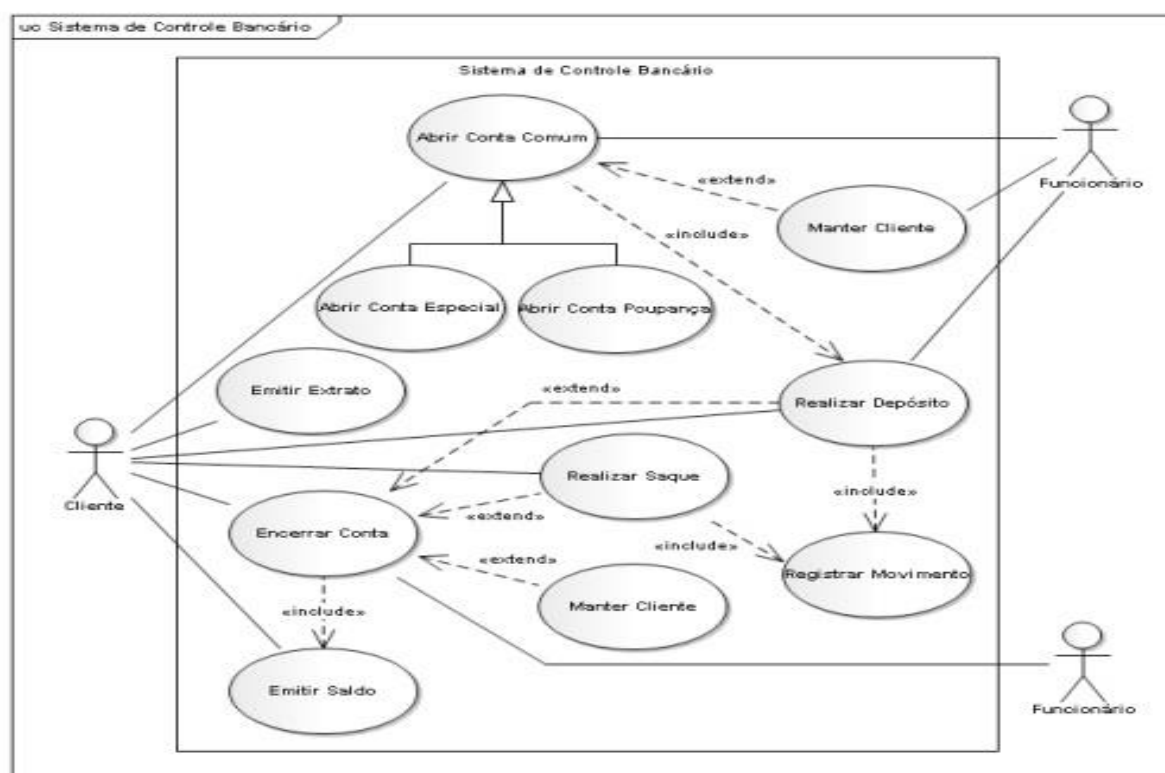 uc Sistema de Controle Bancário
Sistema de Controle Bancário
Abrir Conta Comum
«extend»
Funcionário
Manter Cliente
«include»
Abrir Conta Especial
Abrir Conta Poupança
Emitir Extrato
«extend»
Realizar Depósito
Realizar Saque
Cliente
«extend»
«include»
Encerrar Conta
«include»
«extend»
Registrar Movimento
Manter Cliente
«include»
Emitir Saldo
Funcionário